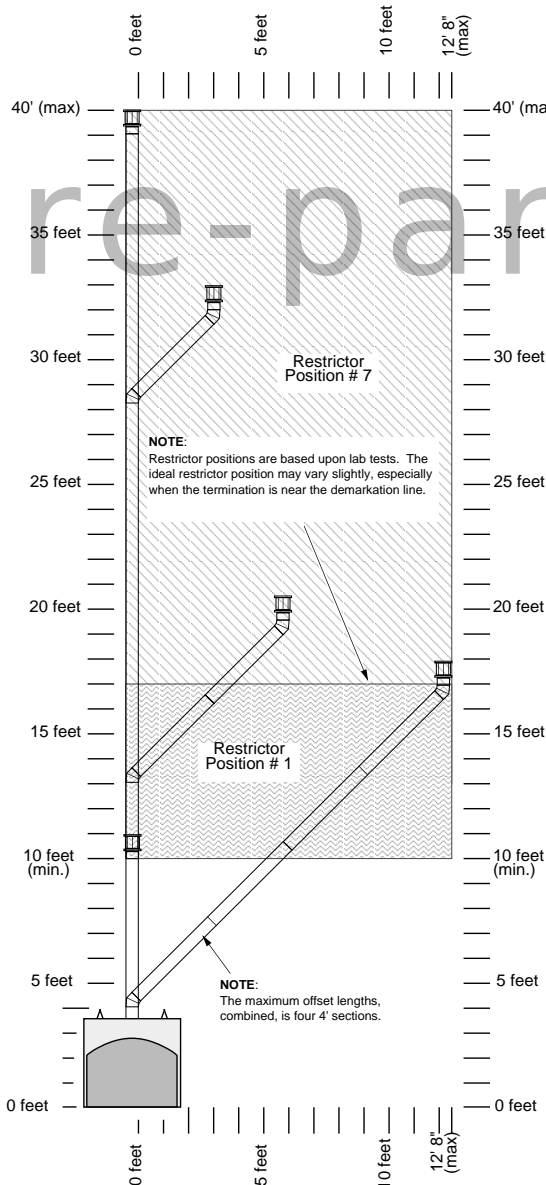 0 feet
5 feet
10 feet
12' 8"
(max)
40' (max)
40' (ma
re-par
35 feet
35 feet
30 feet
30 feet
Restrictor
Position # 7
NOTE:
Restrictor positions are based upon lab tests. The
ideal restrictor position may vary slightly, especially
when the termination is near the demarkation line.
25 feet
25 feet
20 feet
20 feet
15 feet
15 feet
Restrictor
Position # 1
10 feet
(min.)
10 feet
(min.)
5 feet
5 feet
NOTE:
The maximum offset lengths,
combined, is four 4' sections.
0 feet
0 feet
0 feet
5 feet
10 feet
12' 8"
(max)